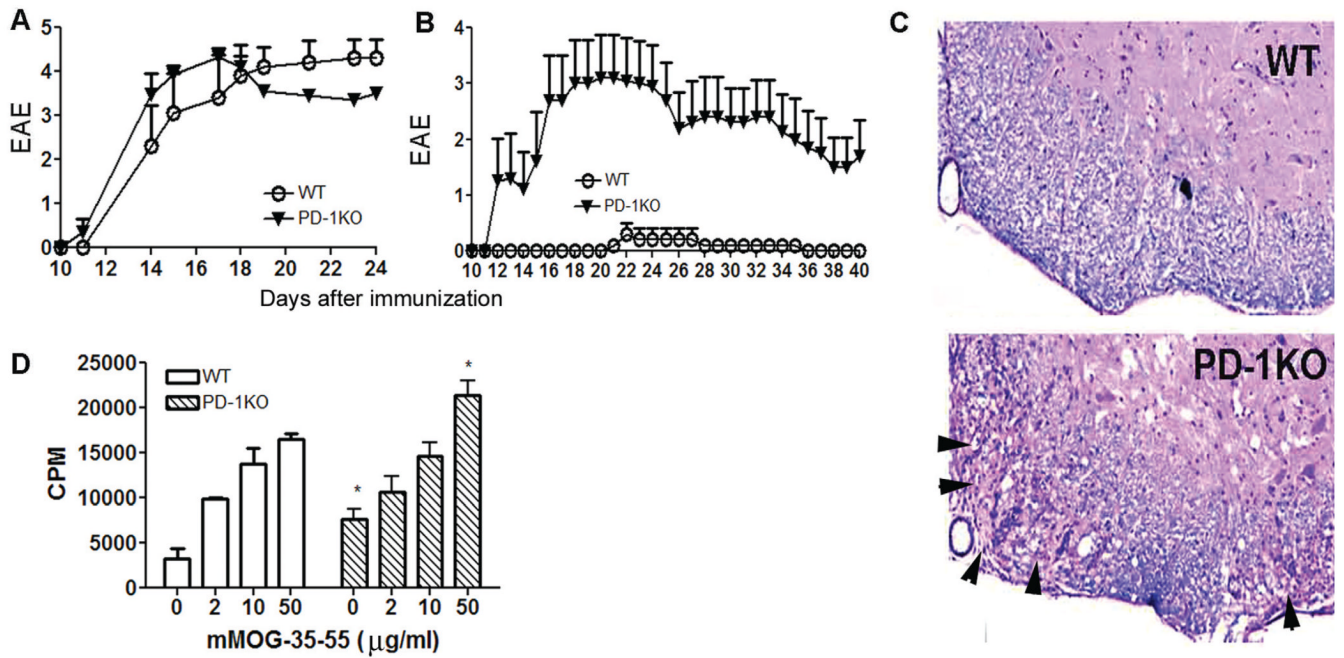 A
EAE
5
4
3
2
1
0
10 12 14 16 18 19 21 23 24
WT
PD-1KO
B
EAE
4
3
2
1
0
10 12 14 16 18 20 22 24 26 28 30 32 34 36 38 40
WT
PD-1KO
Days after immunization
C
WT
PD-1KO
D
CPM
25000
20000
15000
10000
5000
0
WT
PD-1KO
* *
0 2 10 50 0 2 10 50
mMOG-35-55 (μg/ml)